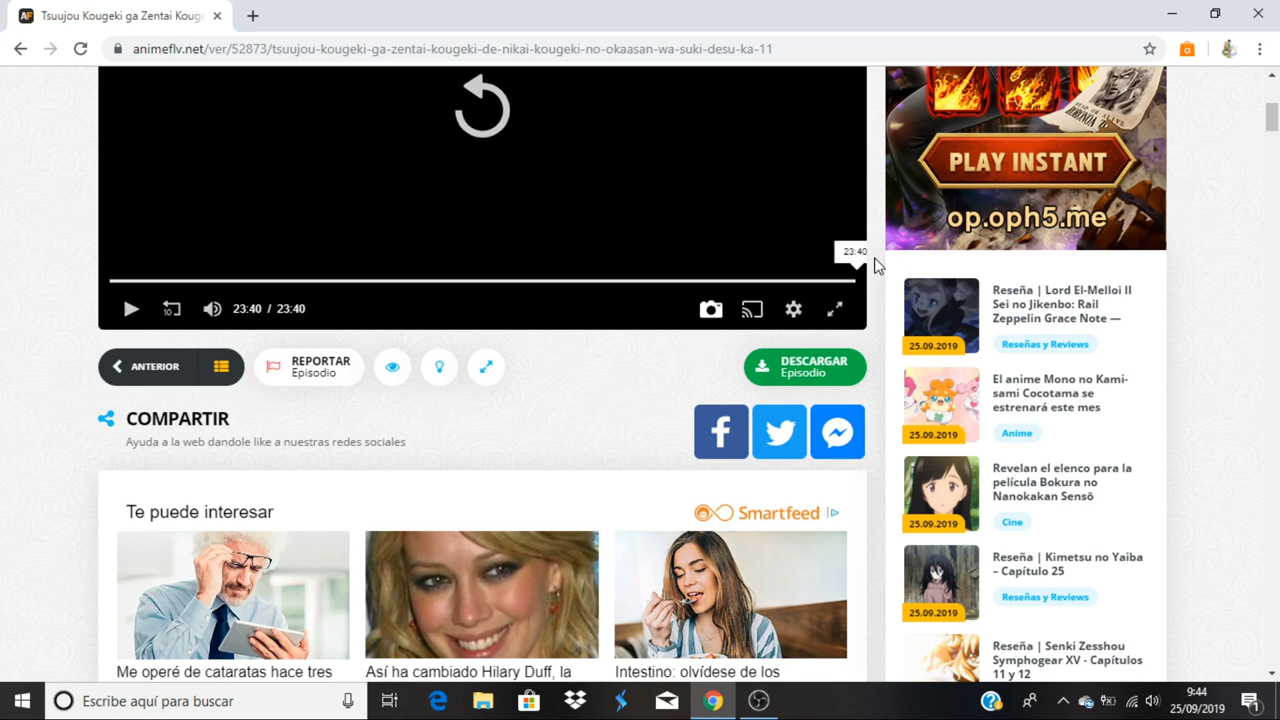 AF Tsuujou Kougeki ga Zentai Koug
animeflv.net/ver/52873/tsuujou-kougeki-ga-zentai-kougeki-de-nikai-kougeki-no-okaasan-wa-suki-desu-ka-11
PLAY INSTANT
op.oph5.me
23:40
10
23:40 / 23:40
ANTERIOR
REPORTAR
Episodio
DESCARGAR
Episodio
COMPARTIR
Ayuda a la web dandole like a nuestras redes sociales
Te puede interesar
Smartfeed
Me operé de cataratas hace tres
Así ha cambiado Hilary Duff, la
Intestino: olvídese de los
Reseña | Lord El-Melloi II
Sei no Jikenbo: Rail
Zeppelin Grace Note —
25.09.2019
Reseñas y Reviews
El anime Mono no Kami-
sami Cocotama se
estrenará este mes
25.09.2019
Anime
Revelan el elenco para la
película Bokura no
Nanokakan Sensō
25.09.2019
Cine
Reseña | Kimetsu no Yaiba
– Capítulo 25
25.09.2019
Reseñas y Reviews
Reseña | Senki Zesshou
Symphogear XV - Capítulos
11 y 12
Escribe aquí para buscar
9:44
25/09/2019
1